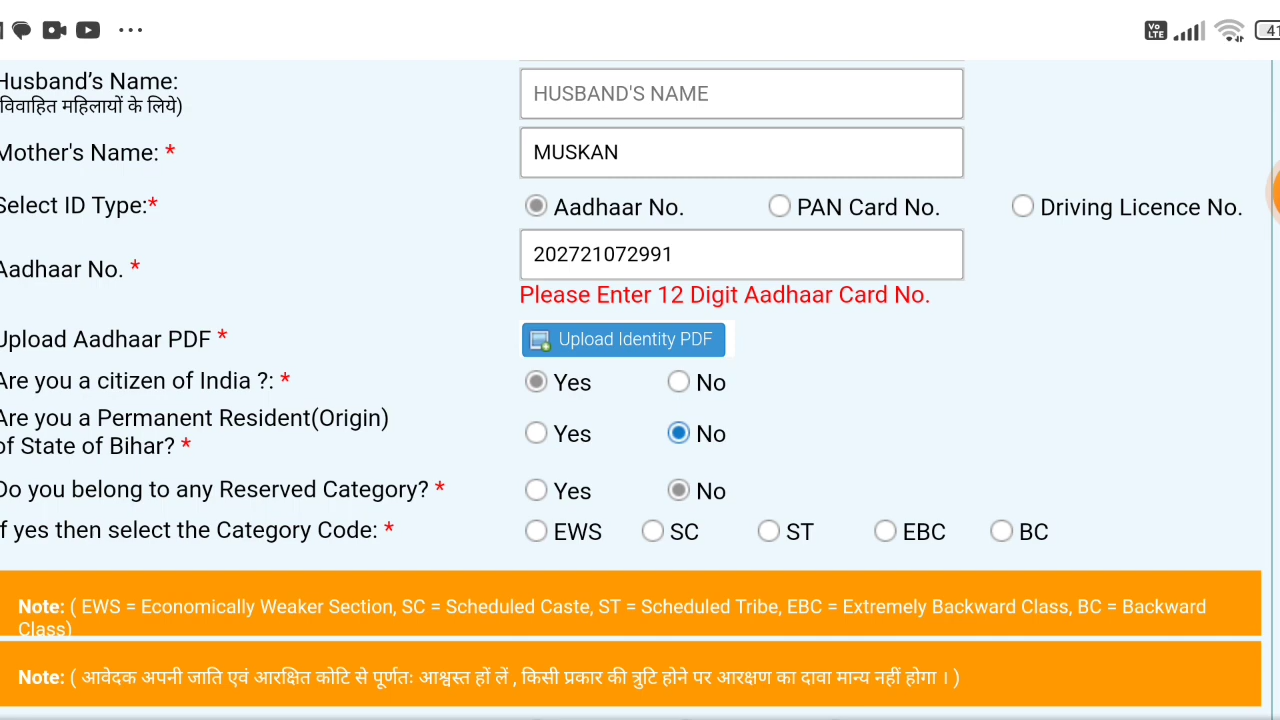 Husband's Name:
HUSBAND'S NAME
(विवाहित महिलायों के लिये)
Mother's Name: *
MUSKAN
Select ID Type:*
Aadhaar No. PAN Card No. Driving Licence No.
Aadhaar No. *
202721072991
Please Enter 12 Digit Aadhaar Card No.
Upload Aadhaar PDF *
Upload Identity PDF
Are you a citizen of India ?: *
Yes No
Are you a Permanent Resident(Origin)
of State of Bihar? *
Yes No
Do you belong to any Reserved Category? *
Yes No
If yes then select the Category Code: *
EWS SC ST EBC BC
Note: ( EWS = Economically Weaker Section, SC = Scheduled Caste, ST = Scheduled Tribe, EBC = Extremely Backward Class, BC = Backward
Class)
Note: ( आवेदक अपनी जाति एवं आरक्षित कोटि से पूर्णतः आश्वस्त हों लें , किसी प्रकार की त्रुटि होने पर आरक्षण का दावा मान्य नहीं होगा । )